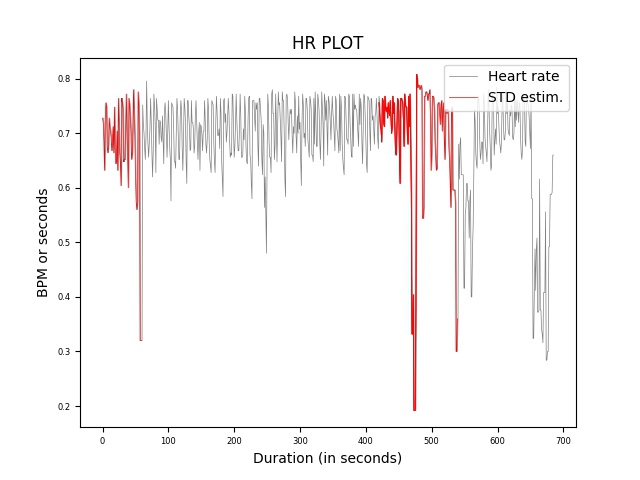 HR PLOT
Heart rate
STD estim.
BPM or seconds
0.8
0.7
0.6
0.5
0.4
0.3
0.2
0 100 200 300 400 500 600 700
Duration (in seconds)